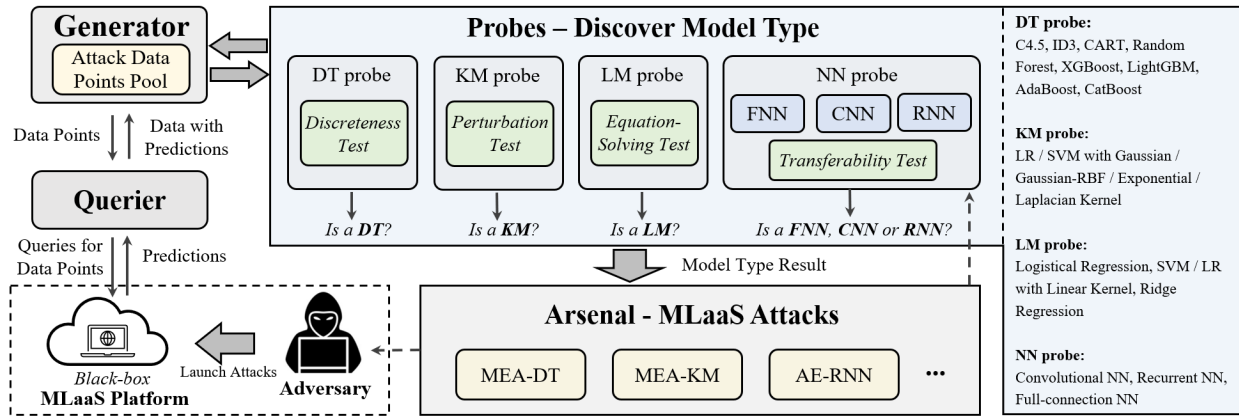 Generator
Attack Data
Points Pool
Data Points
Data with
Predictions
Querier
Queries for
Data Points
Predictions
Black-box
MLaaS Platform
Launch Attacks
Adversary
Probes – Discover Model Type
DT probe
Discreteness
Test
Is a DT?
KM probe
Perturbation
Test
Is a KM?
LM probe
Equation-
Solving Test
Is a LM?
NN probe
FNN
CNN
RNN
Transferability Test
Is a FNN, CNN or RNN?
Model Type Result
Arsenal - MLaaS Attacks
MEA-DT
MEA-KM
AE-RNN
...
DT probe:
C4.5, ID3, CART, Random
Forest, XGBoost, LightGBM,
AdaBoost, CatBoost
KM probe:
LR / SVM with Gaussian /
Gaussian-RBF / Exponential /
Laplacian Kernel
LM probe:
Logistical Regression, SVM / LR
with Linear Kernel, Ridge
Regression
NN probe:
Convolutional NN, Recurrent NN,
Full-connection NN